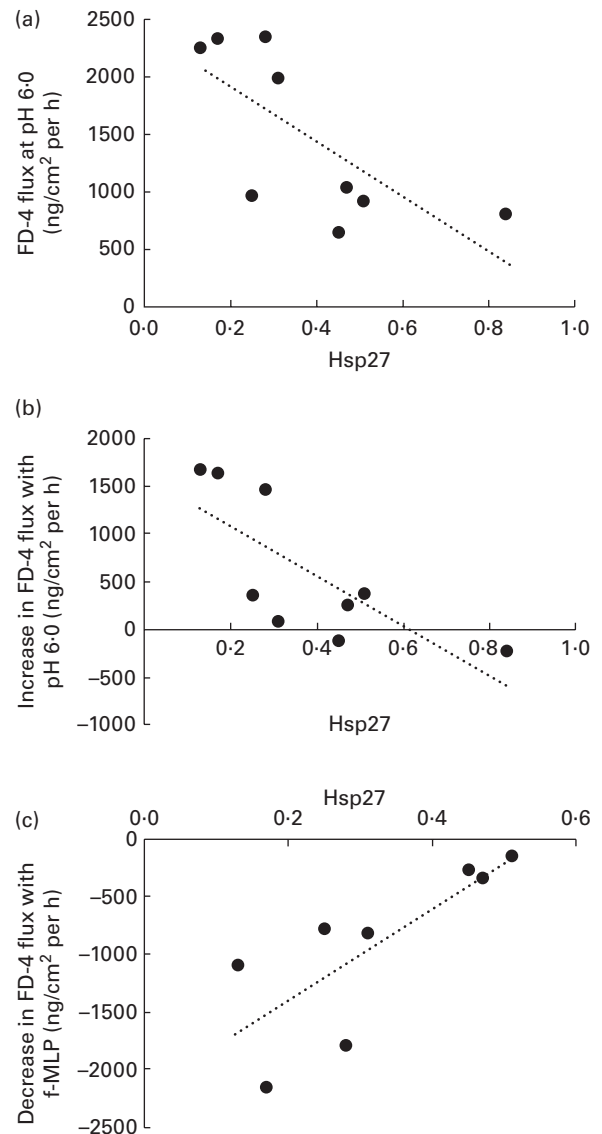 (a)
FD-4 flux at pH 6·0
(ng/cm² per h)
2500
2000
1500
1000
500
0
0·0
0·2
0·4
0·6
0·8
1·0
Hsp27
(b)
Increase in FD-4 flux with
pH 6·0 (ng/cm² per h)
2000
1500
1000
500
0
–500
–1000
0·2
0·4
0·6
0·8
1·0
Hsp27
(c)
Hsp27
0·0
0·2
0·4
0·6
Decrease in FD-4 flux with
f-MLP (ng/cm² per h)
0
–500
–1000
–1500
–2000
–2500